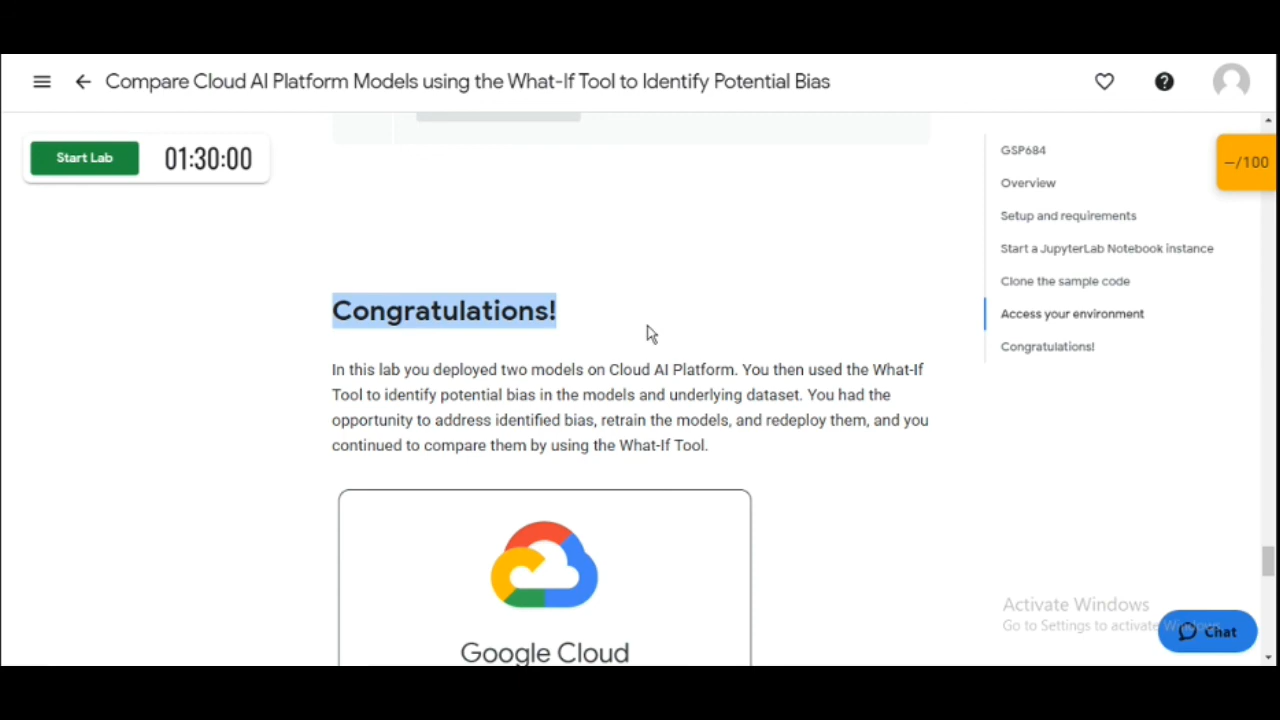 Compare Cloud AI Platform Models using the What-If Tool to Identify Potential Bias
Start Lab
01:30:00
GSP684
Overview
Setup and requirements
Start a JupyterLab Notebook instance
Clone the sample code
Access your environment
Congratulations!
–/100
Congratulations!
In this lab you deployed two models on Cloud AI Platform. You then used the What-If
Tool to identify potential bias in the models and underlying dataset. You had the
opportunity to address identified bias, retrain the models, and redeploy them, and you
continued to compare them by using the What-If Tool.
Google Cloud
Activate Windows
Go to Settings to activate Windows.
Chat